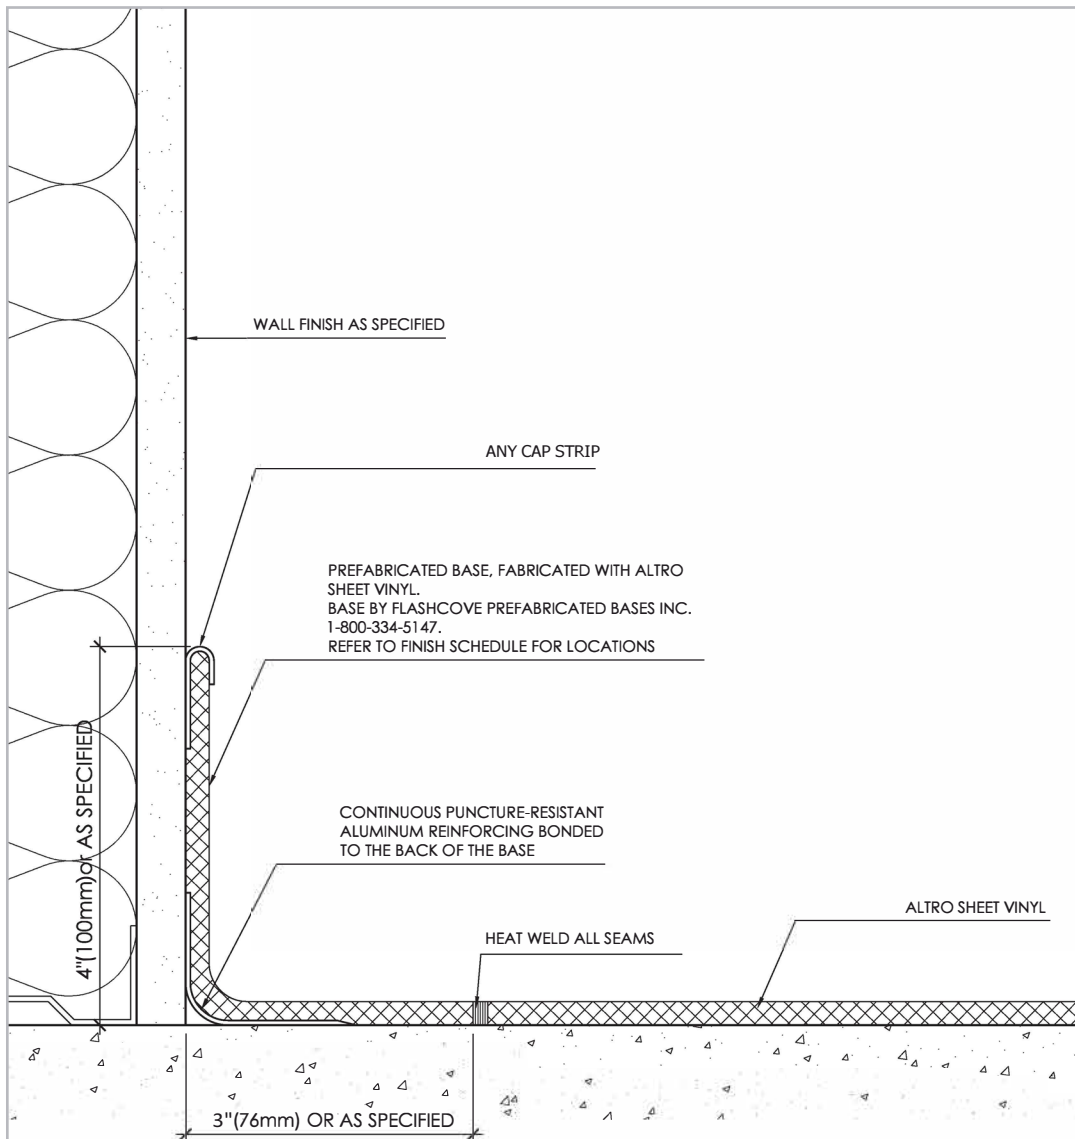 WALL FINISH AS SPECIFIED
ANY CAP STRIP
PREFABRICATED BASE, FABRICATED WITH ALTRO
SHEET VINYL.
BASE BY FLASHCOVE PREFABRICATED BASES INC.
1-800-334-5147.
REFER TO FINISH SCHEDULE FOR LOCATIONS
4"(100mm)or AS SPECIFIED
CONTINUOUS PUNCTURE-RESISTANT
ALUMINUM REINFORCING BONDED
TO THE BACK OF THE BASE
ALTRO SHEET VINYL
HEAT WELD ALL SEAMS
3"(76mm) OR AS SPECIFIED